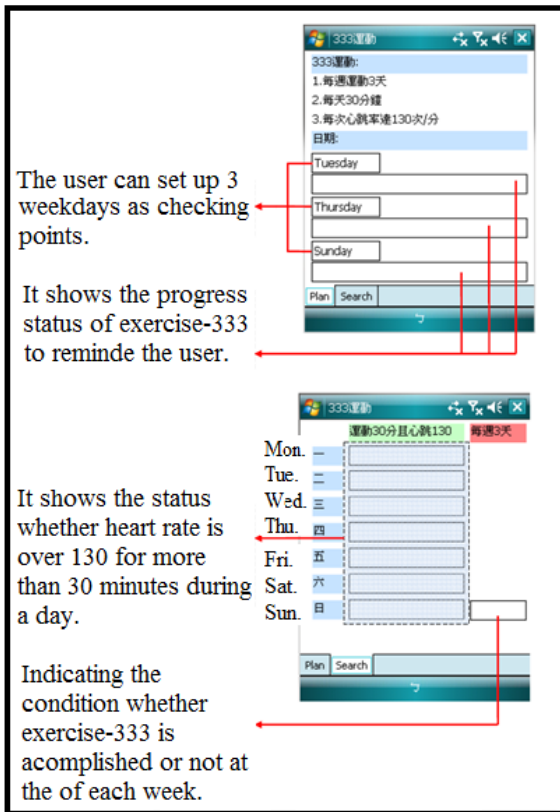 333運動
333運動:
1.每週運動3天
2.每天30分鐘
3.每次心跳率達130次/分
日期:
Tuesday
Thursday
Sunday
Plan Search
The user can set up 3
weekdays as checking
points.
It shows the progress
status of exercise-333
to reminde the user.
333運動
運動30分且心跳130 每週3天
Mon. 一
Tue. 二
Wed. 三
Thu. 四
Fri. 五
Sat. 六
Sun. 日
Plan Search
It shows the status
whether heart rate is
over 130 for more
than 30 minutes during
a day.
Indicating the
condition whether
exercise-333 is
acomplished or not at
the of each week.